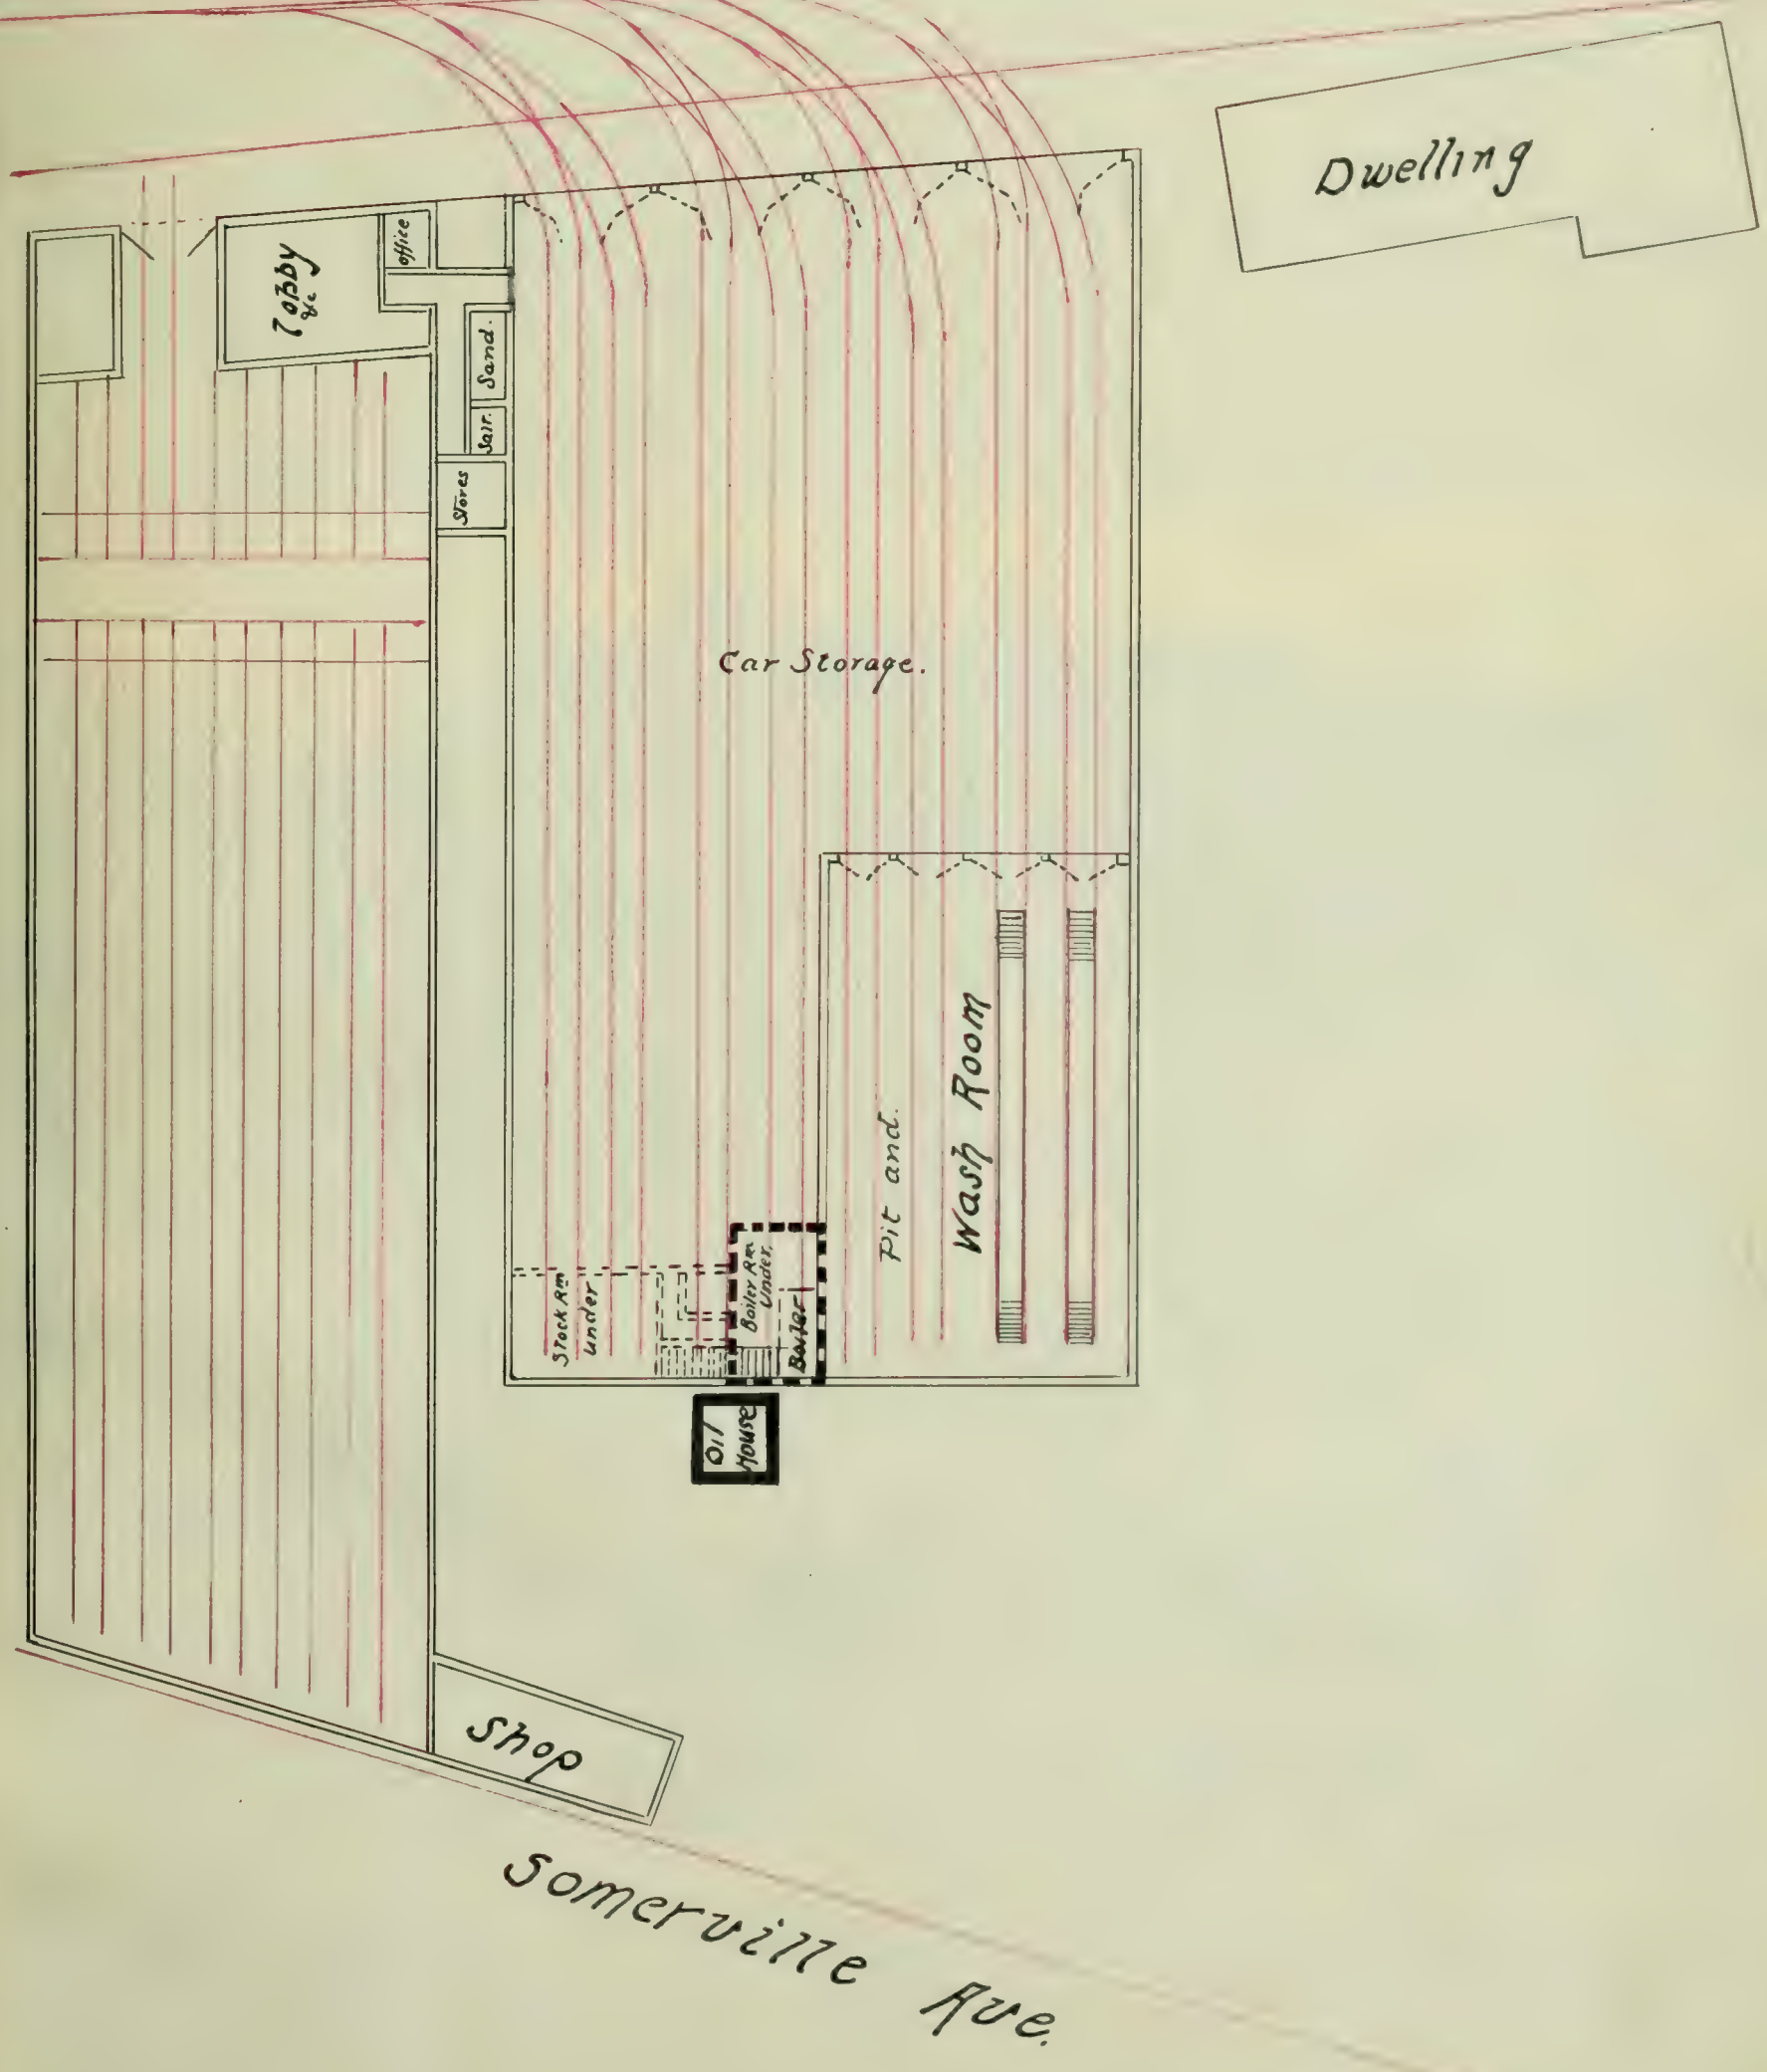 Dwelling
office
Lobby
&c
Sand.
Salt.
Stores
Car Storage.
Pit and.
Wash Room
Stock Rm
Under
Boiler Rm
Under.
Boiler
Oil
House
Shop
Somerville Ave.